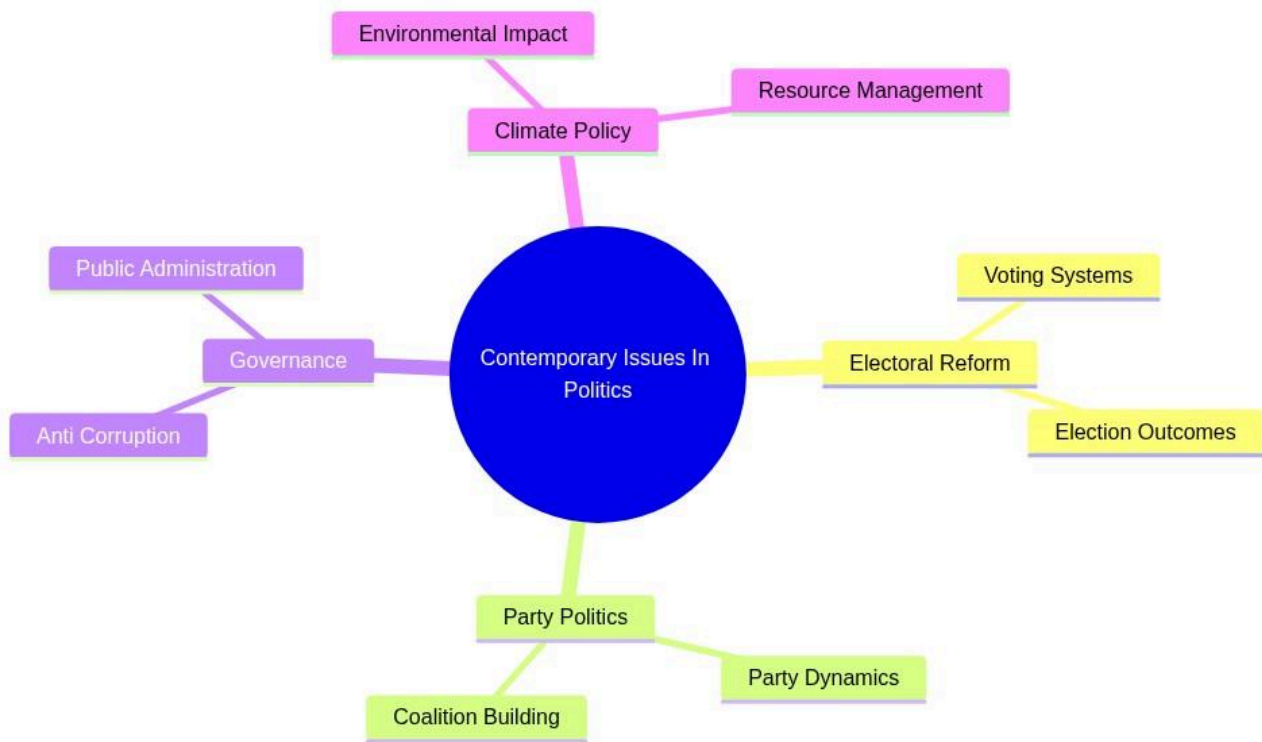 Environmental Impact
Resource Management
Climate Policy
Public Administration
Voting Systems
Governance
Contemporary Issues In
Politics
Electoral Reform
Anti Corruption
Election Outcomes
Party Politics
Party Dynamics
Coalition Building